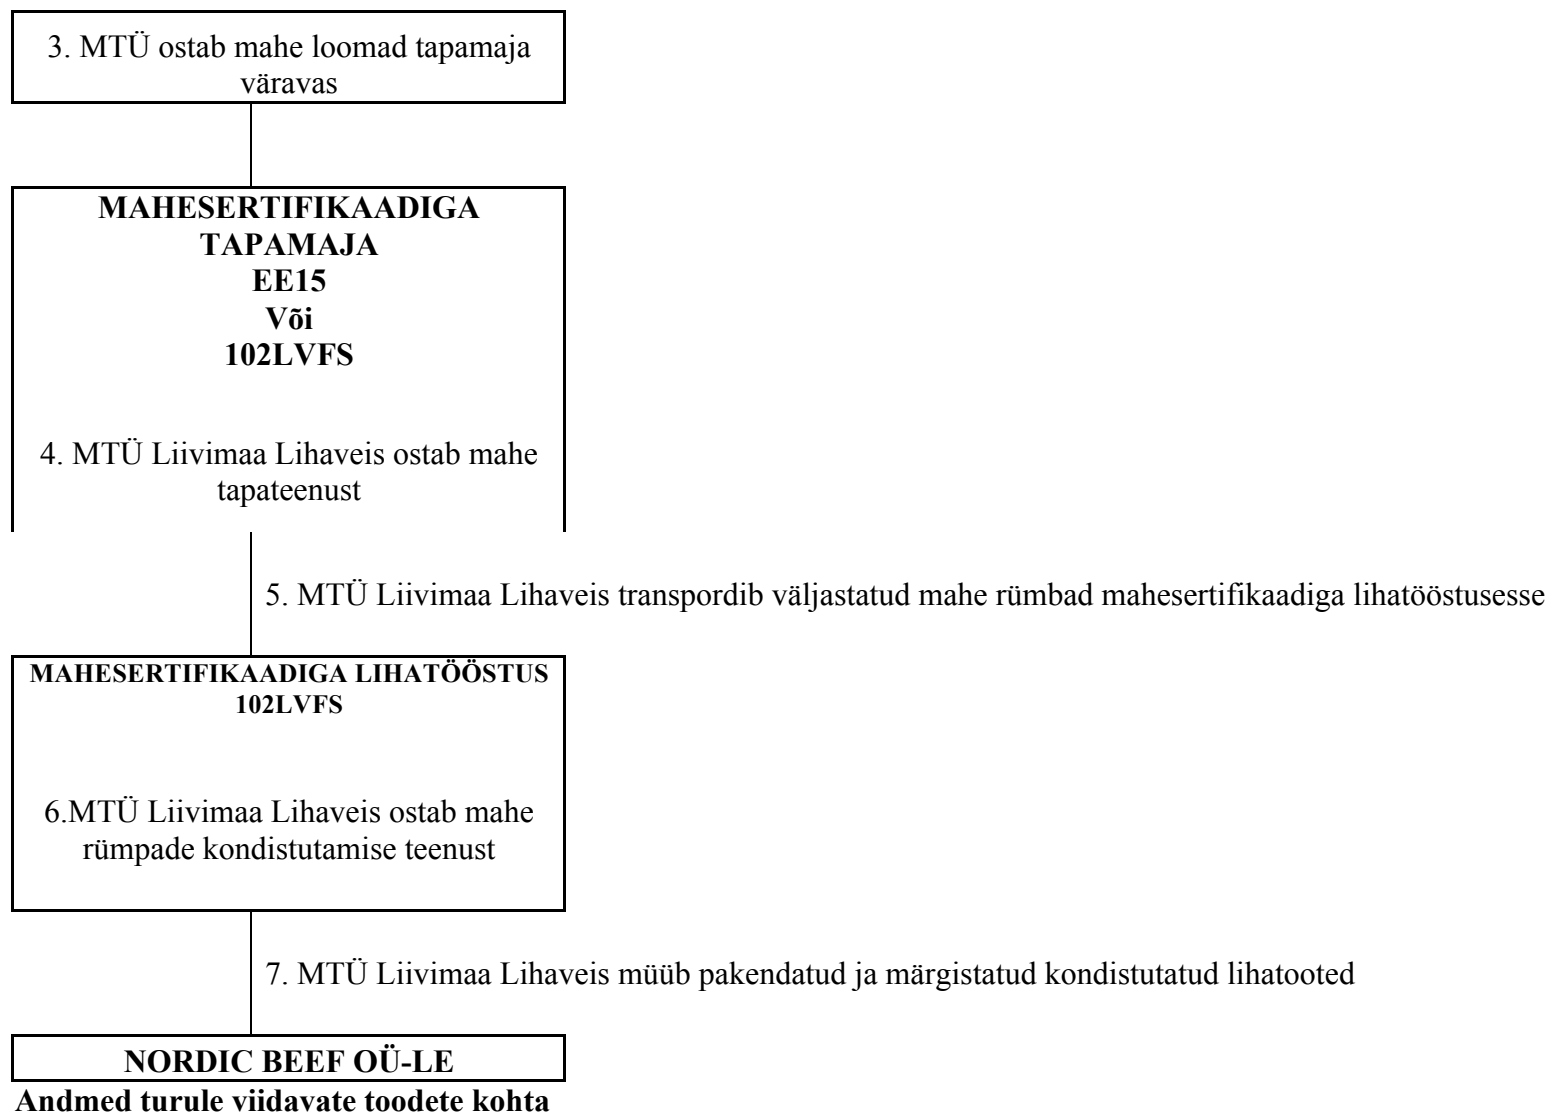 3. MTÜ ostab mahe loomad tapamaja
väravas
MAHESERTIFIKAADIGA
TAPAMAJA
EE15
Või
102LVFS
4. MTÜ Liivimaa Lihaveis ostab mahe
tapateenust
5. MTÜ Liivimaa Lihaveis transpordib väljastatud mahe rümbad mahesertifikaadiga lihatööstusesse
MAHESERTIFIKAADIGA LIHATÖÖSTUS
102LVFS
6.MTÜ Liivimaa Lihaveis ostab mahe
rümpade kondistutamise teenust
7. MTÜ Liivimaa Lihaveis müüb pakendatud ja märgistatud kondistutatud lihatooted
NORDIC BEEF OÜ-LE
Andmed turule viidavate toodete kohta